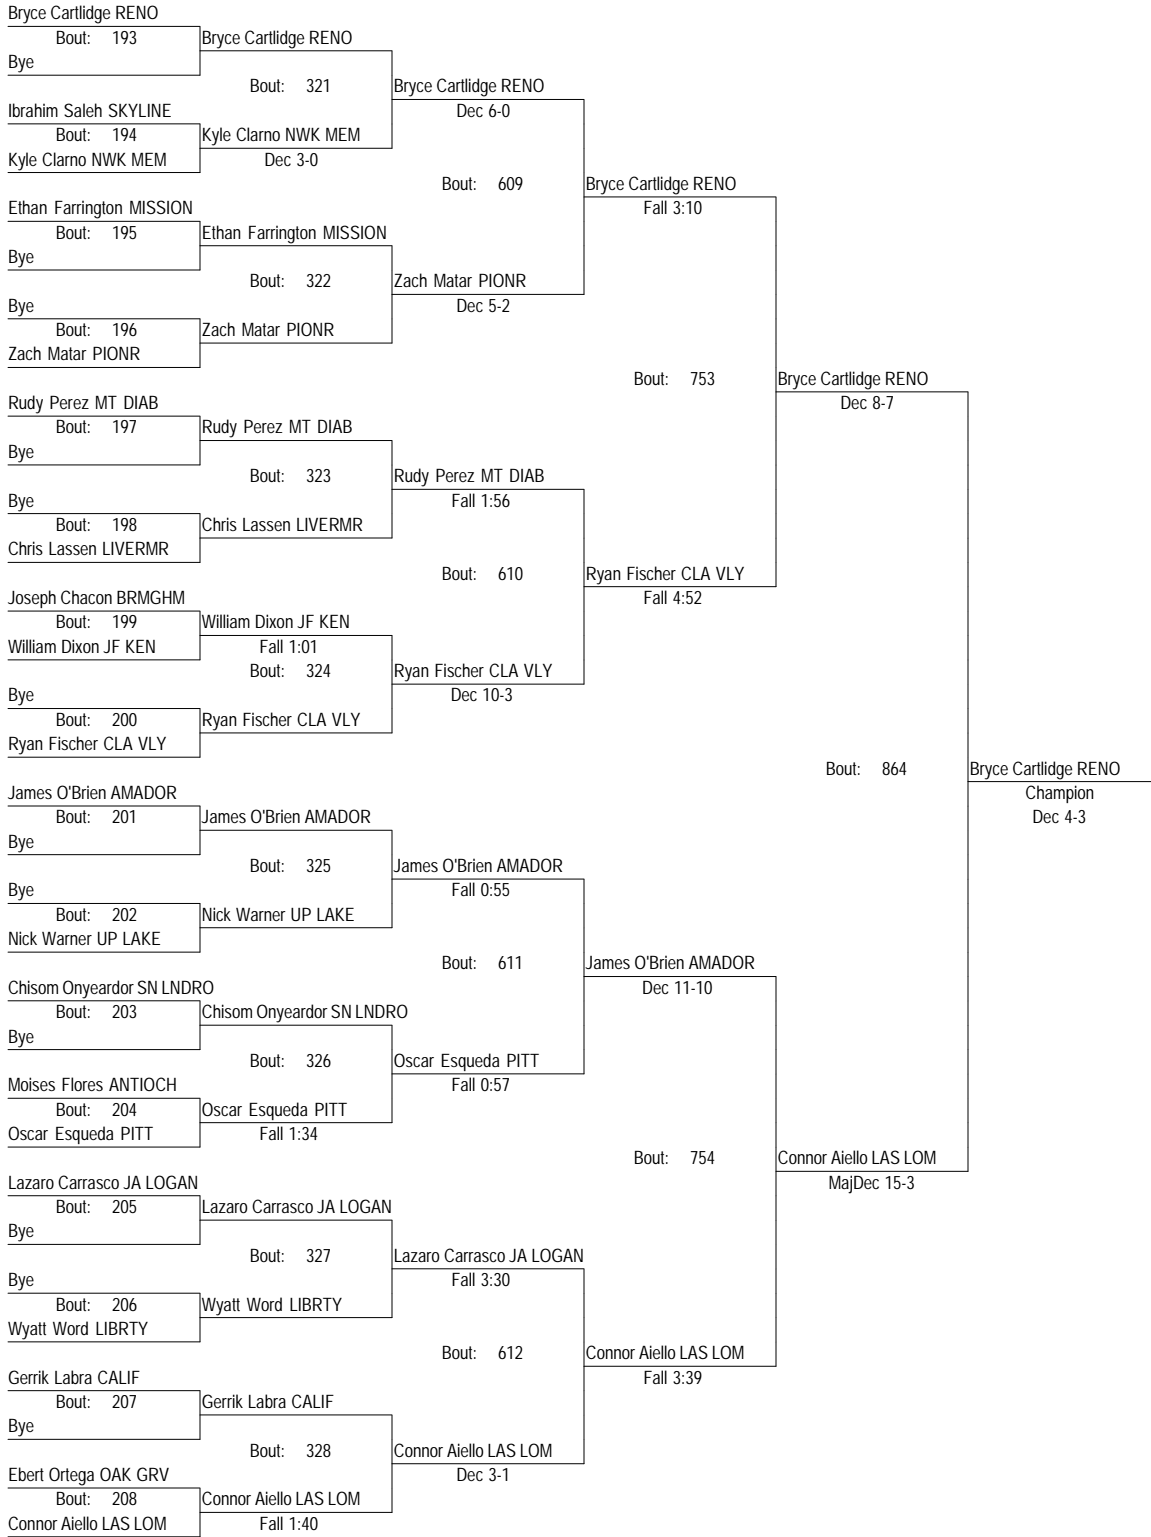 Bryce Cartlidge RENO
Bout: 193
Bryce Cartlidge RENO
Bye
Bout: 321
Bryce Cartlidge RENO
Dec 6-0
Ibrahim Saleh SKYLINE
Bout: 194
Kyle Clarno NWK MEM
Kyle Clarno NWK MEM
Dec 3-0
Bout: 609
Bryce Cartlidge RENO
Fall 3:10
Ethan Farrington MISSION
Bout: 195
Ethan Farrington MISSION
Bye
Bout: 322
Zach Matar PIONR
Dec 5-2
Bye
Bout: 196
Zach Matar PIONR
Zach Matar PIONR
Bout: 753
Bryce Cartlidge RENO
Dec 8-7
Rudy Perez MT DIAB
Bout: 197
Rudy Perez MT DIAB
Bye
Bout: 323
Rudy Perez MT DIAB
Fall 1:56
Bye
Bout: 198
Chris Lassen LIVERMR
Chris Lassen LIVERMR
Bout: 610
Ryan Fischer CLA VLY
Fall 4:52
Joseph Chacon BRMGHM
Bout: 199
William Dixon JF KEN
William Dixon JF KEN
Fall 1:01
Bout: 324
Ryan Fischer CLA VLY
Dec 10-3
Bye
Bout: 200
Ryan Fischer CLA VLY
Ryan Fischer CLA VLY
Bout: 864
Bryce Cartlidge RENO
Champion
Dec 4-3
James O'Brien AMADOR
Bout: 201
James O'Brien AMADOR
Bye
Bout: 325
James O'Brien AMADOR
Fall 0:55
Bye
Bout: 202
Nick Warner UP LAKE
Nick Warner UP LAKE
Bout: 611
James O'Brien AMADOR
Dec 11-10
Chisom Onyeardor SN LNDRO
Bout: 203
Chisom Onyeardor SN LNDRO
Bye
Bout: 326
Oscar Esqueda PITT
Fall 0:57
Moises Flores ANTIOCH
Bout: 204
Oscar Esqueda PITT
Oscar Esqueda PITT
Fall 1:34
Bout: 754
Connor Aiello LAS LOM
MajDec 15-3
Lazaro Carrasco JA LOGAN
Bout: 205
Lazaro Carrasco JA LOGAN
Bye
Bout: 327
Lazaro Carrasco JA LOGAN
Fall 3:30
Bye
Bout: 206
Wyatt Word LIBRTY
Wyatt Word LIBRTY
Bout: 612
Connor Aiello LAS LOM
Fall 3:39
Gerrik Labra CALIF
Bout: 207
Gerrik Labra CALIF
Bye
Bout: 328
Connor Aiello LAS LOM
Dec 3-1
Ebert Ortega OAK GRV
Bout: 208
Connor Aiello LAS LOM
Connor Aiello LAS LOM
Fall 1:40